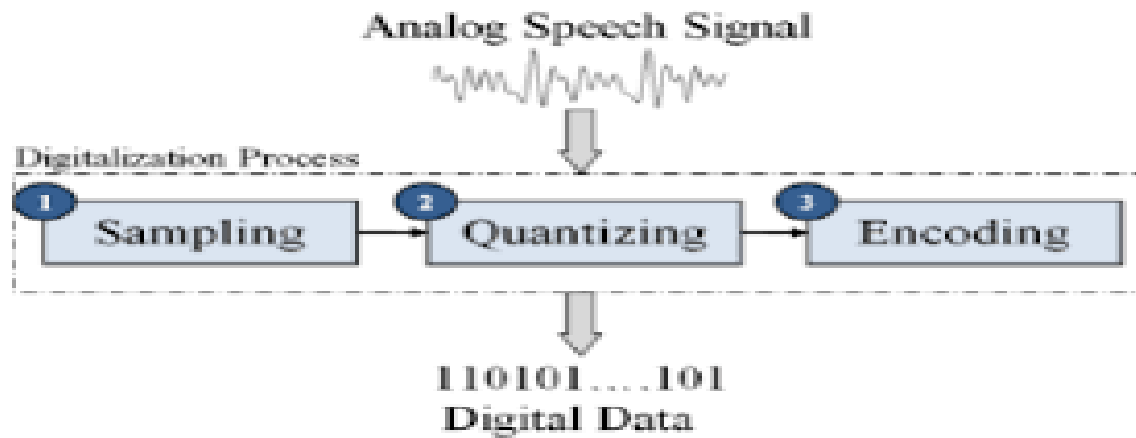 Analog Speech Signal
Digitalization Process
1 Sampling
2 Quantizing
3 Encoding
110101....101
Digital Data